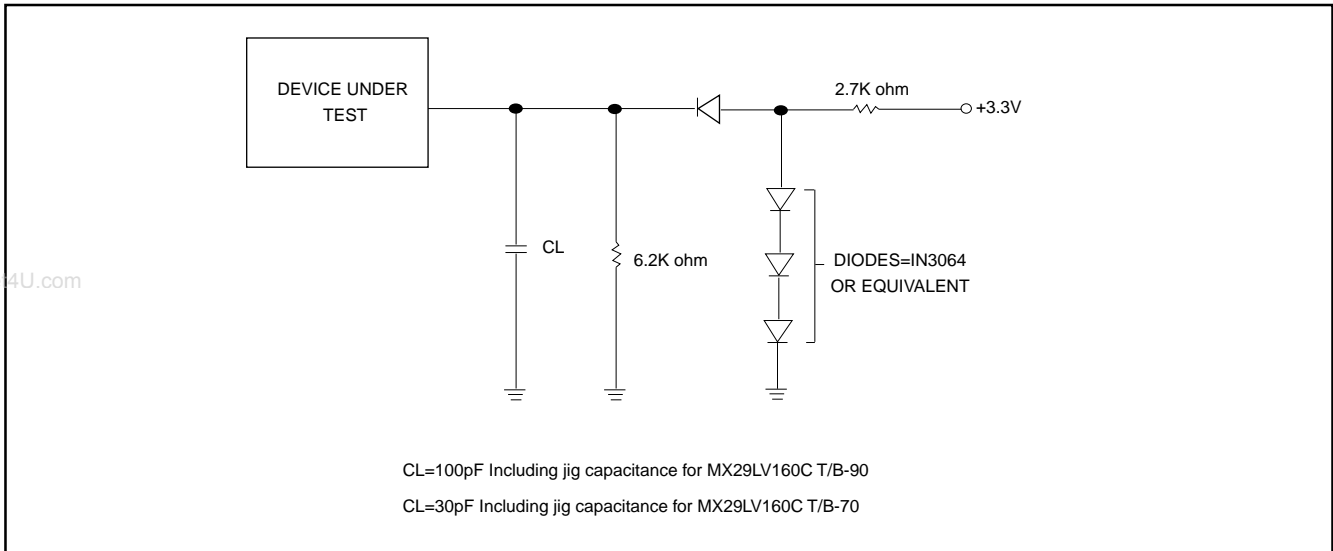 DEVICE UNDER
TEST
2.7K ohm
+3.3V
CL
6.2K ohm
DIODES=IN3064
OR EQUIVALENT
4U.com
CL=100pF Including jig capacitance for MX29LV160C T/B-90
CL=30pF Including jig capacitance for MX29LV160C T/B-70